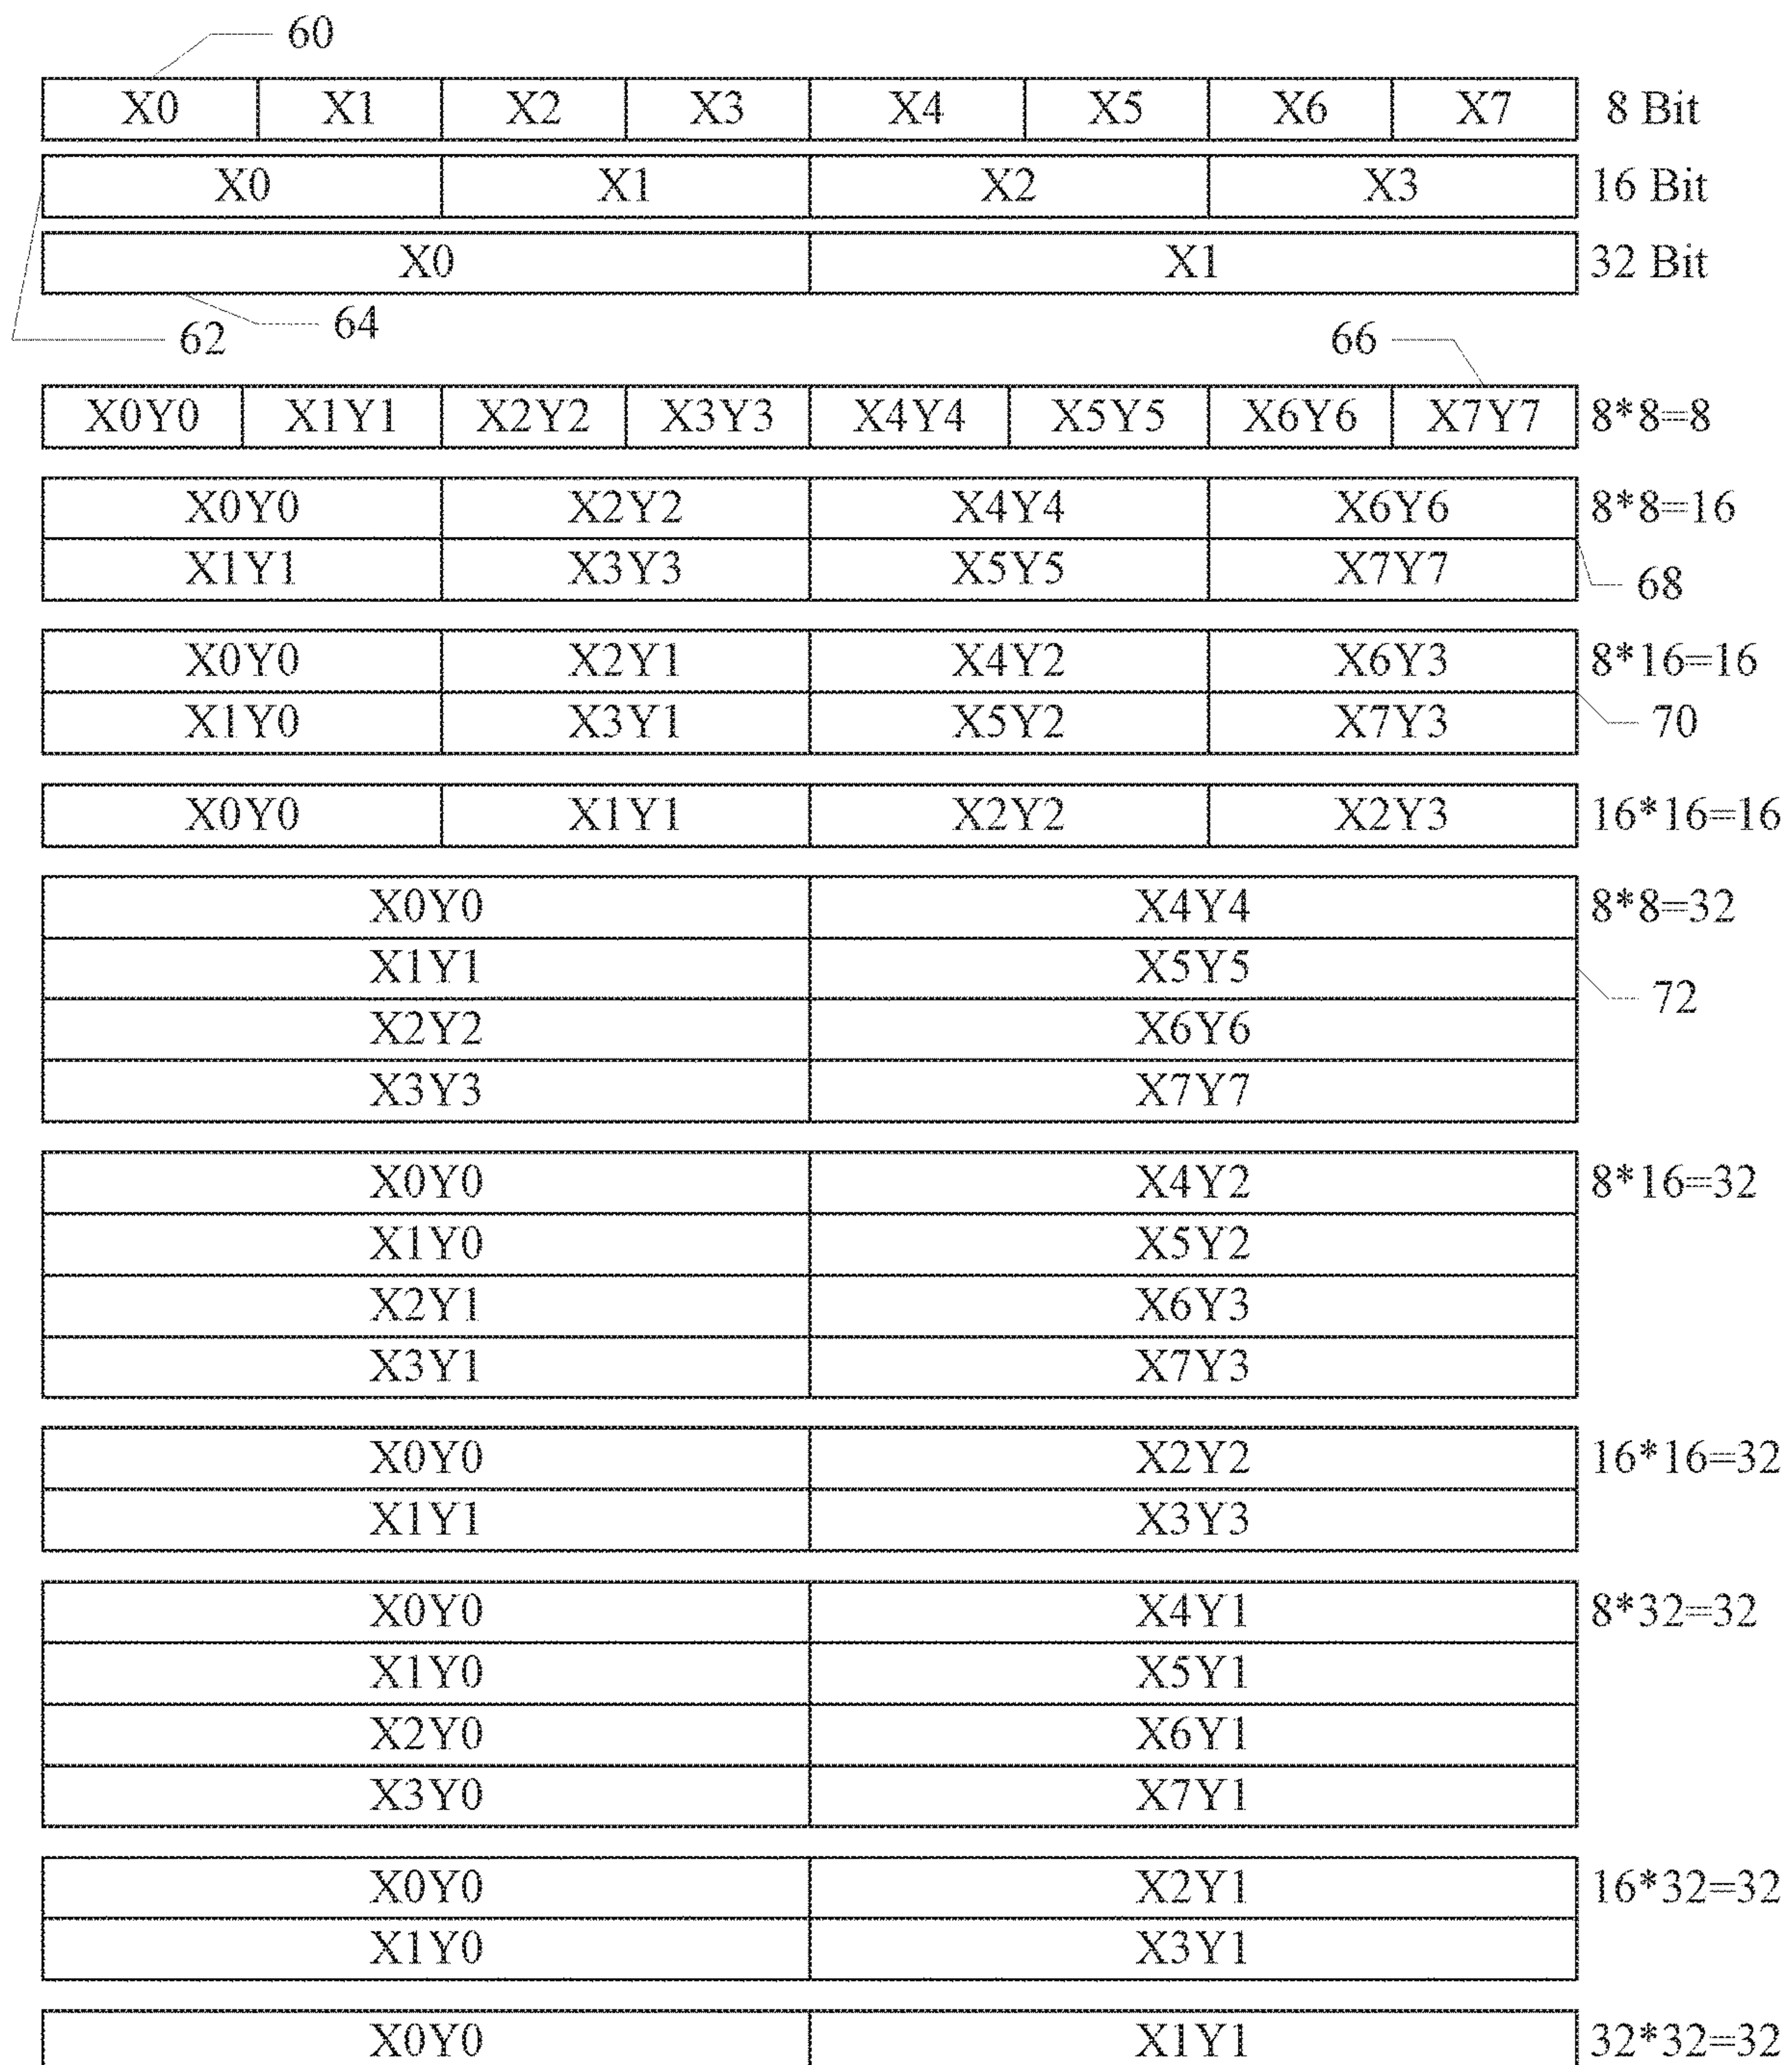 60
X0 X1 X2 X3 X4 X5 X6 X7 8 Bit
X0 X1 X2 X3 16 Bit
X0 X1 32 Bit
62 64 66
X0Y0 X1Y1 X2Y2 X3Y3 X4Y4 X5Y5 X6Y6 X7Y7 8*8=8
X0Y0 X2Y2 X4Y4 X6Y6 8*8=16
X1Y1 X3Y3 X5Y5 X7Y7 68
X0Y0 X2Y1 X4Y2 X6Y3 8*16=16
X1Y0 X3Y1 X5Y2 X7Y3 70
X0Y0 X1Y1 X2Y2 X2Y3 16*16=16
X0Y0 X4Y4 8*8=32
X1Y1 X5Y5 72
X2Y2 X6Y6
X3Y3 X7Y7
X0Y0 X4Y2 8*16=32
X1Y0 X5Y2
X2Y1 X6Y3
X3Y1 X7Y3
X0Y0 X2Y2 16*16=32
X1Y1 X3Y3
X0Y0 X4Y1 8*32=32
X1Y0 X5Y1
X2Y0 X6Y1
X3Y0 X7Y1
X0Y0 X2Y1 16*32=32
X1Y0 X3Y1
X0Y0 X1Y1 32*32=32